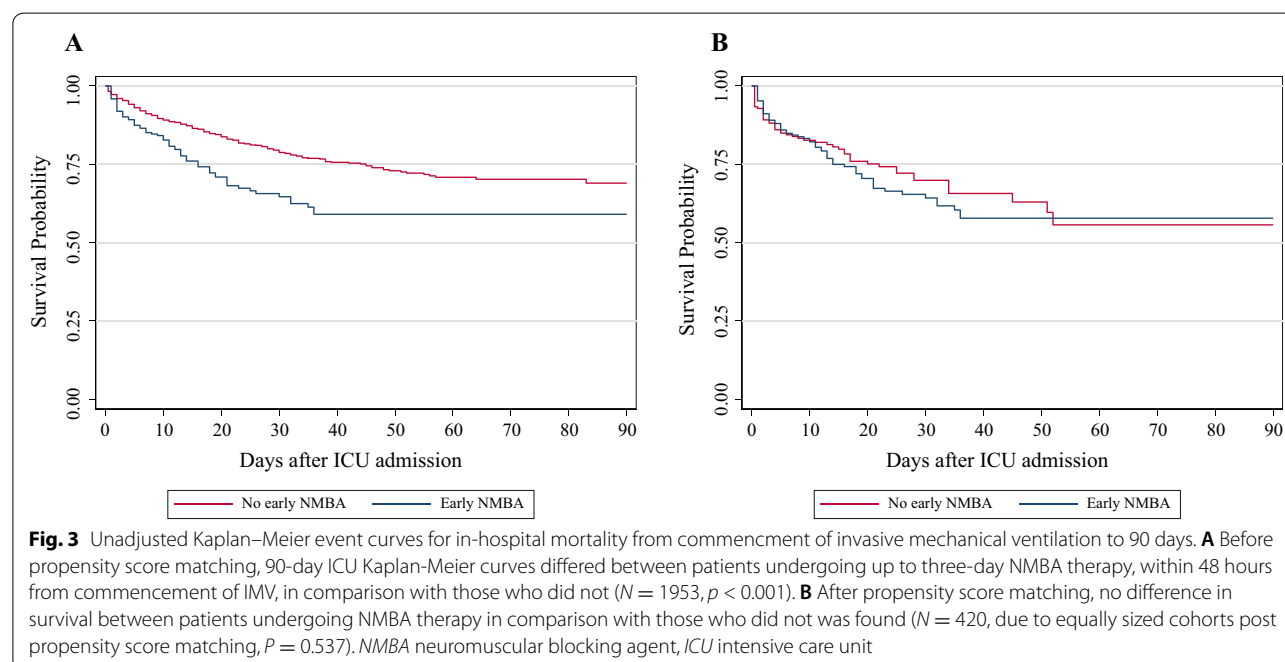 A
1.00
0.75
0.50
0.25
0.00
Survival Probability
0 10 20 30 40 50 60 70 80 90
Days after ICU admission
No early NMBA Early NMBA
B
1.00
0.75
0.50
0.25
0.00
Survival Probability
0 10 20 30 40 50 60 70 80 90
Days after ICU admission
No early NMBA Early NMBA
Fig. 3 Unadjusted Kaplan–Meier event curves for in-hospital mortality from commencment of invasive mechanical ventilation to 90 days. A Before
propensity score matching, 90-day ICU Kaplan-Meier curves differed between patients undergoing up to three-day NMBA therapy, within 48 hours
from commencement of IMV, in comparison with those who did not (N = 1953, p < 0.001). B After propensity score matching, no difference in
survival between patients undergoing NMBA therapy in comparison with those who did not was found (N = 420, due to equally sized cohorts post
propensity score matching, P = 0.537). NMBA neuromuscular blocking agent, ICU intensive care unit